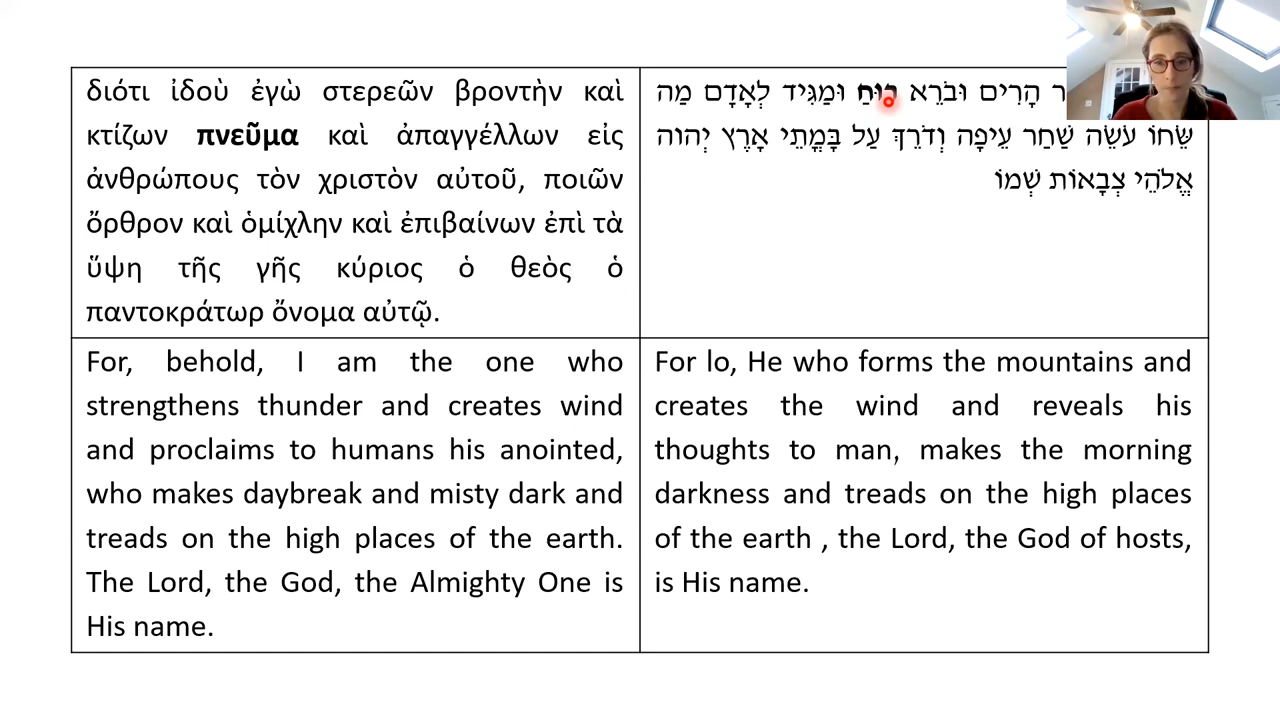 διότι ἰδοὺ ἐγὼ στερεῶν βροντὴν καὶ
κτίζων πνεῦμα καὶ ἀπαγγέλλων εἰς
ἀνθρώπους τὸν χριστὸν αὐτοῦ, ποιῶν
ὄρθρον καὶ ὁμίχλην καὶ ἐπιβαίνων ἐπὶ τὰ
ὕψη τῆς γῆς κύριος ὁ θεὸς ὁ
παντοκράτωρ ὄνομα αὐτῷ.
הָרִים וּבֹרֵא רוּחַ וּמַגִּיד לְאָדָם מַה
שֵּׂחוֹ עֹשֵׂה שַׁחַר עֵיפָה וְדֹרֵךְ עַל בָּמֳתֵי אָרֶץ יְהוה
אֱלֹהֵי צְבָאוֹת שְׁמוֹ
For, behold, I am the one who
strengthens thunder and creates wind
and proclaims to humans his anointed,
who makes daybreak and misty dark and
treads on the high places of the earth.
The Lord, the God, the Almighty One is
His name.
For lo, He who forms the mountains and
creates the wind and reveals his
thoughts to man, makes the morning
darkness and treads on the high places
of the earth , the Lord, the God of hosts,
is His name.